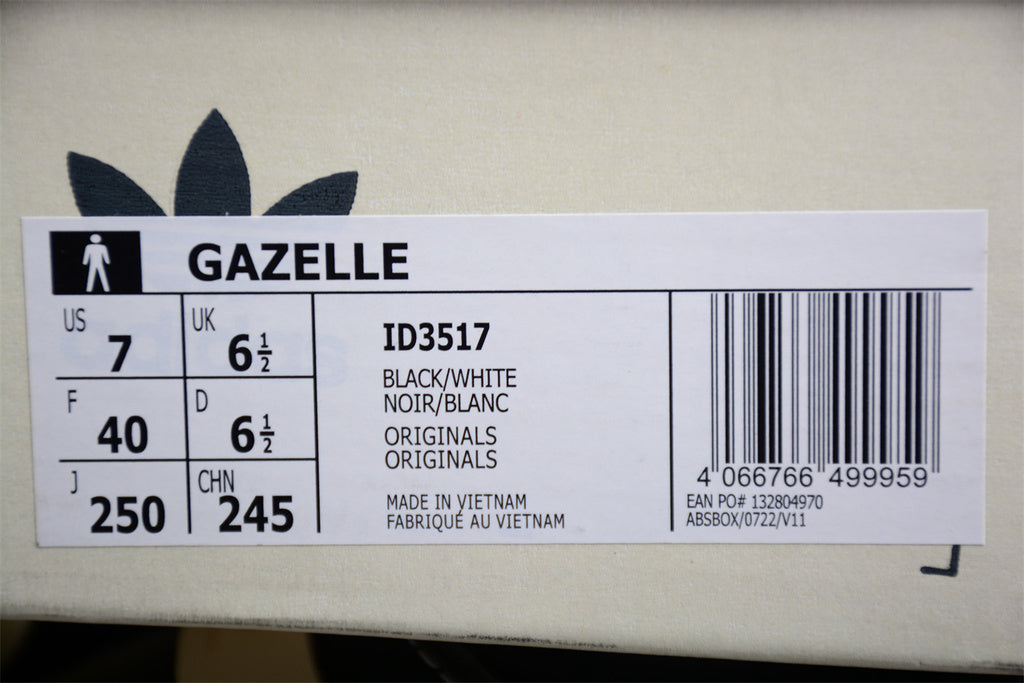 GAZELLE
US 7 UK 6 1/2
F 40 D 6 1/2
J 250 CHN 245
ID3517
BLACK/WHITE
NOIR/BLANC
ORIGINALS
ORIGINALS
MADE IN VIETNAM
FABRIQUÉ AU VIETNAM
4 066766 499959
EAN PO# 132804970
ABSBOX/0722/V11